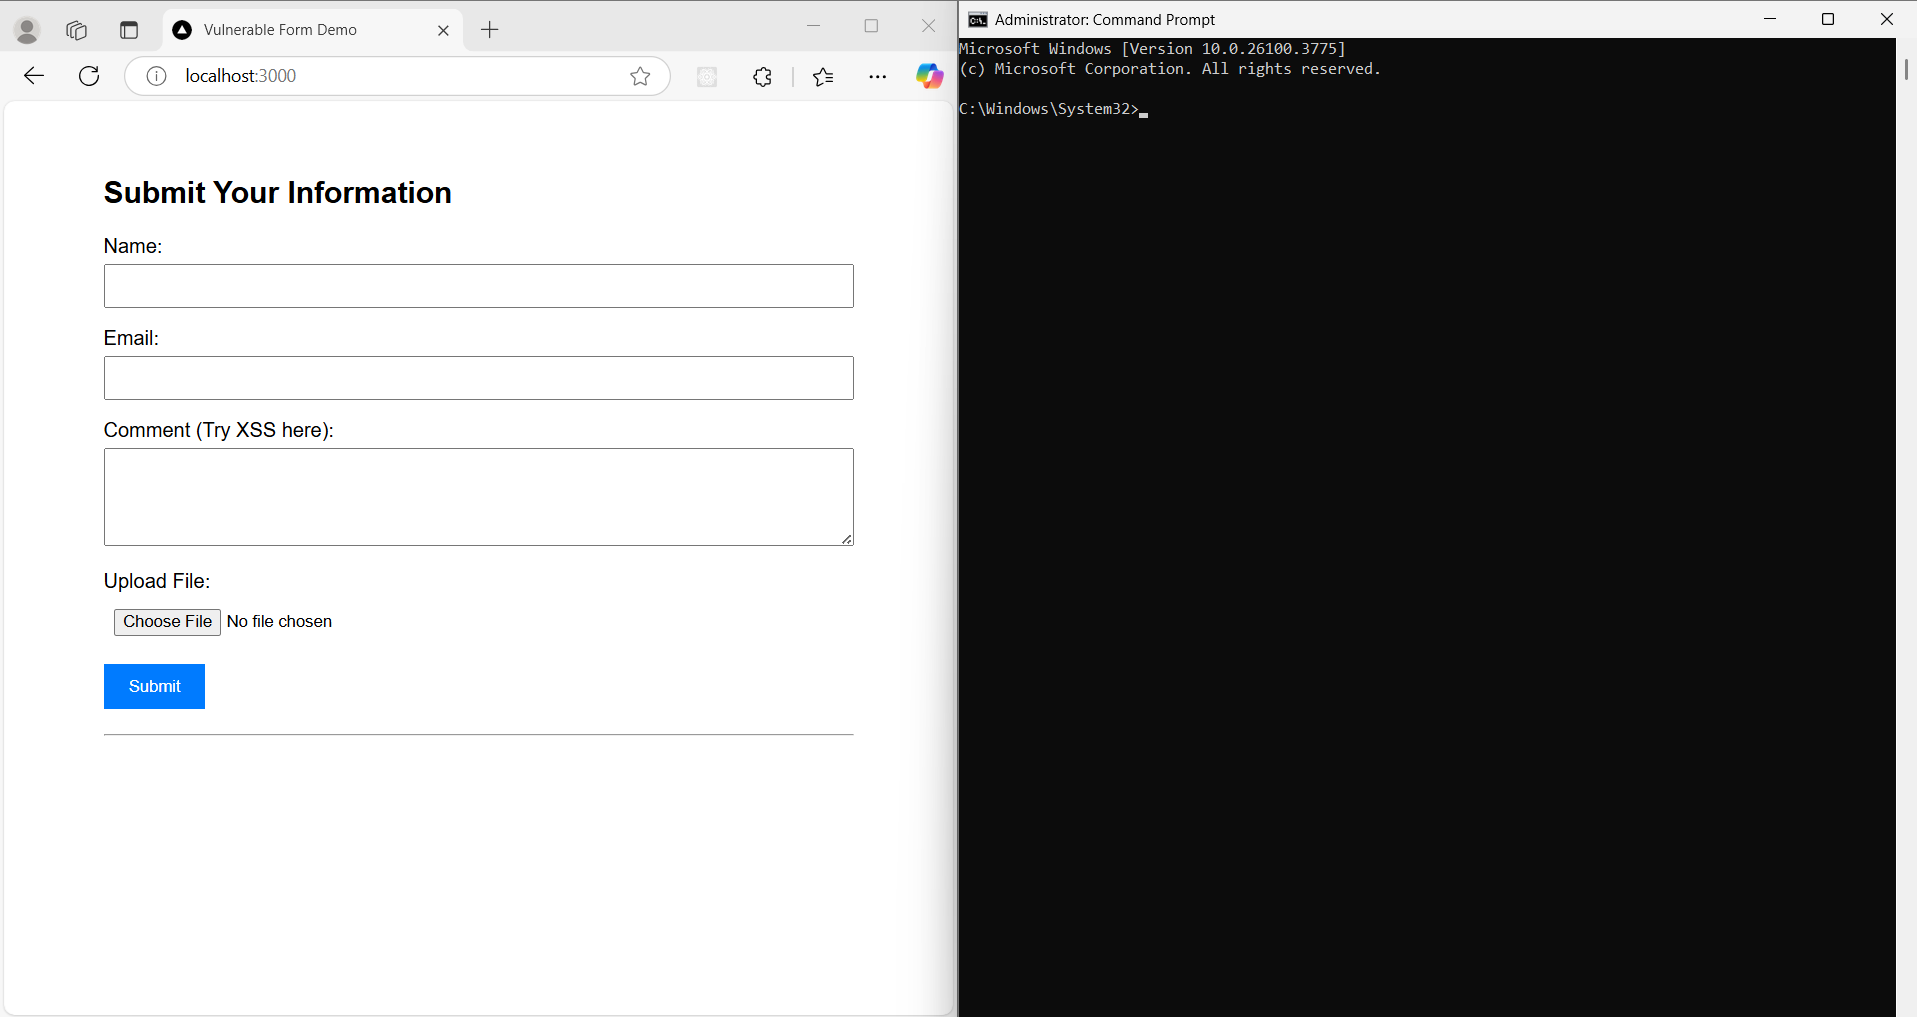 Vulnerable Form Demo
localhost:3000
Submit Your Information
Name:
Email:
Comment (Try XSS here):
Upload File:
Choose File No file chosen
Submit
Administrator: Command Prompt
Microsoft Windows [Version 10.0.26100.3775]
(c) Microsoft Corporation. All rights reserved.
C:\Windows\System32>